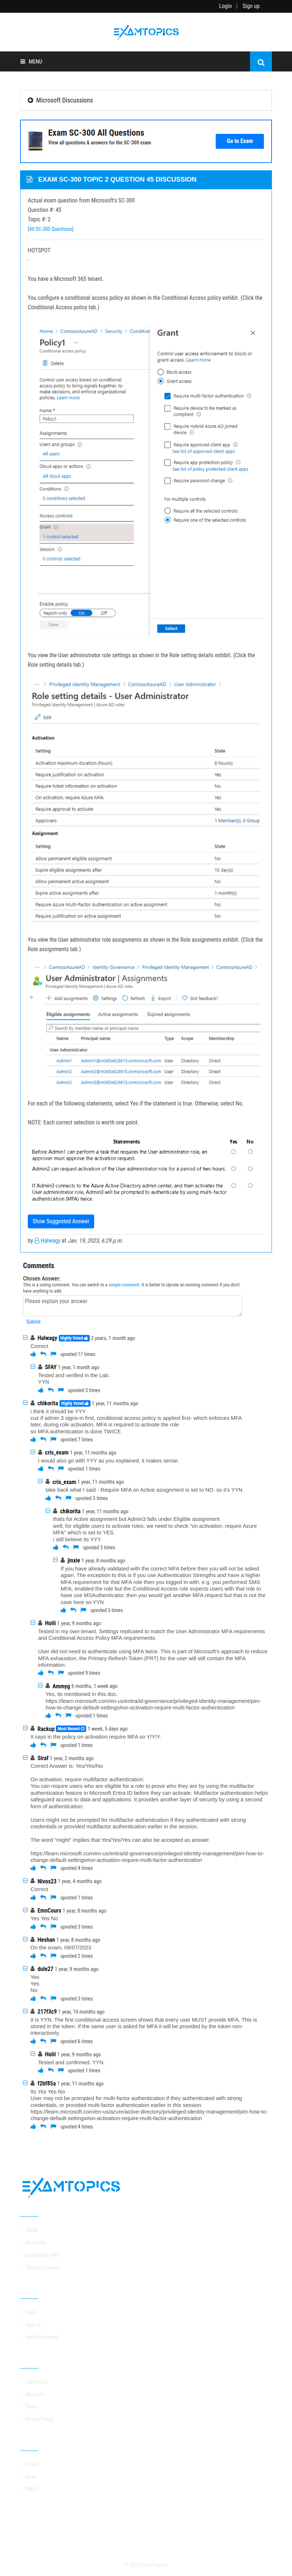 Login | Sign up
EXAMTOPICS
MENU
Microsoft Discussions
Exam SC-300 All Questions
View all questions & answers for the SC-300 exam
Go to Exam
EXAM SC-300 TOPIC 2 QUESTION 45 DISCUSSION
Actual exam question from Microsoft's SC-300
Question #: 45
Topic #: 2
[All SC-300 Questions]
HOTSPOT
-
You have a Microsoft 365 tenant.
You configure a conditional access policy as shown in the Conditional Access policy exhibit. (Click the
Conditional Access policy tab.)
Home > ContosoAzureAD > Security > Condition
Policy1 ...
Conditional access policy
Delete
Control user access based on conditional
access policy to bring signals together, to
make decisions, and enforce organizational
policies. Learn more
Name *
Policy1
Assignments
Users and groups
All users
Cloud apps or actions
All cloud apps
Conditions
0 conditions selected
Access controls
Grant
1 control selected
Session
0 controls selected
Enable policy
Report-only On Off
Save
Grant
Control user access enforcement to block or
grant access. Learn more
Block access
Grant access
Require multi-factor authentication
Require device to be marked as
compliant
Require Hybrid Azure AD joined
device
Require approved client app
See list of approved client apps
Require app protection policy
See list of policy protected client apps
Require password change
For multiple controls
Require all the selected controls
Require one of the selected controls
Select
You view the User administrator role settings as shown in the Role setting details exhibit. (Click the
Role setting details tab.)
... > Privileged Identity Management > ContosoAzureAD > User Administrator >
Role setting details - User Administrator
Privileged Identity Management | Azure AD roles
Edit
Activation
Setting State
Activation maximum duration (hours) 8 hour(s)
Require justification on activation Yes
Require ticket information on activation No
On activation, require Azure MFA Yes
Require approval to activate Yes
Approvers 1 Member(s), 0 Group
Assignment
Setting State
Allow permanent eligible assignment No
Expire eligible assignments after 15 day(s)
Allow permanent active assignment No
Expire active assignments after 1 month(s)
Require Azure Multi-Factor Authentication on active assignment No
Require justification on active assignment No
You view the User administrator role assignments as shown in the Role assignments exhibit. (Click the
Role assignments tab.)
... > ContosoAzureAD > Identity Governance > Privileged Identity Management > ContosoAzureAD >
User Administrator | Assignments
Privileged Identity Management | Azure AD roles
» Add assignments Settings Refresh Export Got feedback?
Eligible assignments Active assignments Expired assignments
Search by member name or principal name
Name Principal name Type Scope Membership
User Administrator
Admin1 Admin1@m365x629615.onmicrosoft.com User Directory Direct
Admin2 Admin2@m365x629615.onmicrosoft.com User Directory Direct
Admin3 Admin3@m365x629615.onmicrosoft.com User Directory Direct
For each of the following statements, select Yes if the statement is true. Otherwise, select No.
NOTE: Each correct selection is worth one point.
Statements Yes No
Before Admin1 can perform a task that requires the User Administrator role, an
approver must approve the activation request.
Admin2 can request activation of the User Administrator role for a period of two hours.
If Admin3 connects to the Azure Active Directory admin center, and then activates the
User Administrator role, Admin3 will be prompted to authenticate by using multi-
factor authentication (MFA) twice.
Show Suggested Answer
by Halwagy at Jan. 19, 2023, 6:29 p.m.
Comments
Chosen Answer:
This is a voting comment. You can switch to a simple comment. It is better to Upvote an existing comment if you don't
have anything to add.
Please explain your answer
Submit
Halwagy Highly Voted 2 years, 1 month ago
Correct
upvoted 17 times
SFAY 1 year, 1 month ago
Tested and verified in the Lab.
YYN
upvoted 3 times
chikorita Highly Voted 1 year, 11 months ago
i think it should be YYY
cuz if admin 3 signs-in first, conditional access policy is applied first- which enforces MFA
later, during role activation, MFA is required to activate the role
so MFA authentication is done TWICE
upvoted 7 times
cris_exam 1 year, 11 months ago
I would also go with YYY as you explained, it makes sense.
upvoted 1 times
cris_exam 1 year, 11 months ago
take back what I said - Require MFA on Active assignment is set to NO. so it's YYN.
upvoted 3 times
chikorita 1 year, 11 months ago
thats for Active assignment but Admin3 falls under Eligible assignment
well, for eligible users to activate roles; we need to check "on activation, require Azure
MFA" which is set to YES.
i still believe its YYY
upvoted 3 times
jinxie 1 year, 8 months ago
If you have already validated with the correct MFA before then you will not be asked
again. The exception to this is if you use Authentication Strengths and have a higher
MFA requirement for that MFA role then you logged in with. e.g. you performed SMS
MFA, enabled the role but the Conditional Access role expects users with that role to
use MSAuthenticator, then you would get another MFA request but that is not the
case here so YYN
upvoted 5 times
Holii 1 year, 9 months ago
Tested in my own tenant. Settings replicated to match the User Administrator MFA requirements
and Conditional Access Policy MFA requirements.
User did not need to authenticate using MFA twice. This is part of Microsoft's approach to reduce
MFA exhaustion, the Primary Refresh Token (PRT) for the user will still contain the MFA
information.
upvoted 9 times
Ammyg 6 months, 1 week ago
Yes, its mentioned in this doc.
https://learn.microsoft.com/en-us/entra/id-governance/privileged-identity-management/pim-
how-to-change-default-settings#on-activation-require-multi-factor-authentication
upvoted 1 times
Rackup Most Recent 1 week, 5 days ago
It says in the policy on activation require MFA so Y/Y/Y.
upvoted 1 times
Siraf 1 year, 2 months ago
Correct Answer is: Yes/Yes/No
On activation, require multifactor authentication:
You can require users who are eligible for a role to prove who they are by using the multifactor
authentication feature in Microsoft Entra ID before they can activate. Multifactor authentication helps
safeguard access to data and applications. It provides another layer of security by using a second
form of authentication.
Users might not be prompted for multifactor authentication if they authenticated with strong
credentials or provided multifactor authentication earlier in the session.
The word "might" implies that Yes/Yes/Yes can also be accepted as answer.
https://learn.microsoft.com/en-us/entra/id-governance/privileged-identity-management/pim-how-to-
change-default-settings#on-activation-require-multi-factor-authentication
upvoted 4 times
Nivos23 1 year, 4 months ago
Correct
upvoted 1 times
EmnCours 1 year, 8 months ago
Yes Yes No
upvoted 3 times
Heshan 1 year, 8 months ago
On the exam, 09/07/2023
upvoted 2 times
dule27 1 year, 9 months ago
Yes
Yes
No
upvoted 3 times
217f3c9 1 year, 10 months ago
It is YYN. The first conditional access screen shows that every user MUST provide MFA. This is
stored in the token. If the same user is asked for MFA it will be provided by the token non-
interactively.
upvoted 6 times
Holii 1 year, 9 months ago
Tested and confirmed. YYN.
upvoted 1 times
f2bf85a 1 year, 11 months ago
Its Yes Yes No
User may not be prompted for multi-factor authentication if they authenticated with strong
credentials, or provided multi-factor authentication earlier in this session.
https://learn.microsoft.com/en-us/azure/active-directory/privileged-identity-management/pim-how-to-
change-default-settings#on-activation-require-multi-factor-authentication
upvoted 4 times
EXAMTOPICS